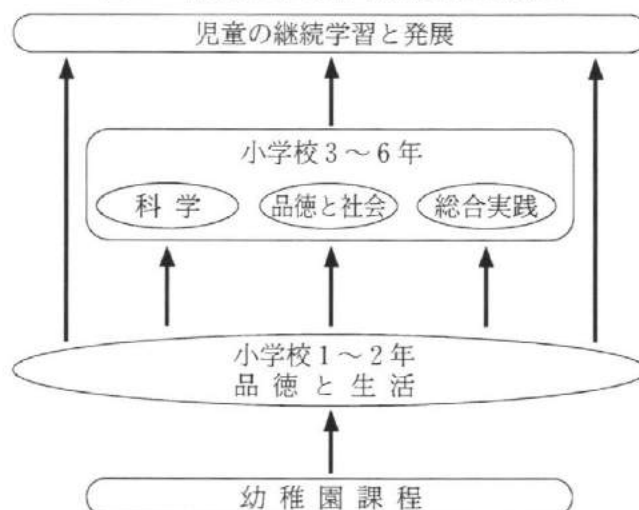 児童の継続学習と発展
小学校3～6年
科学
品徳と社会
総合実践
小学校1～2年
品徳と生活
幼稚園課程